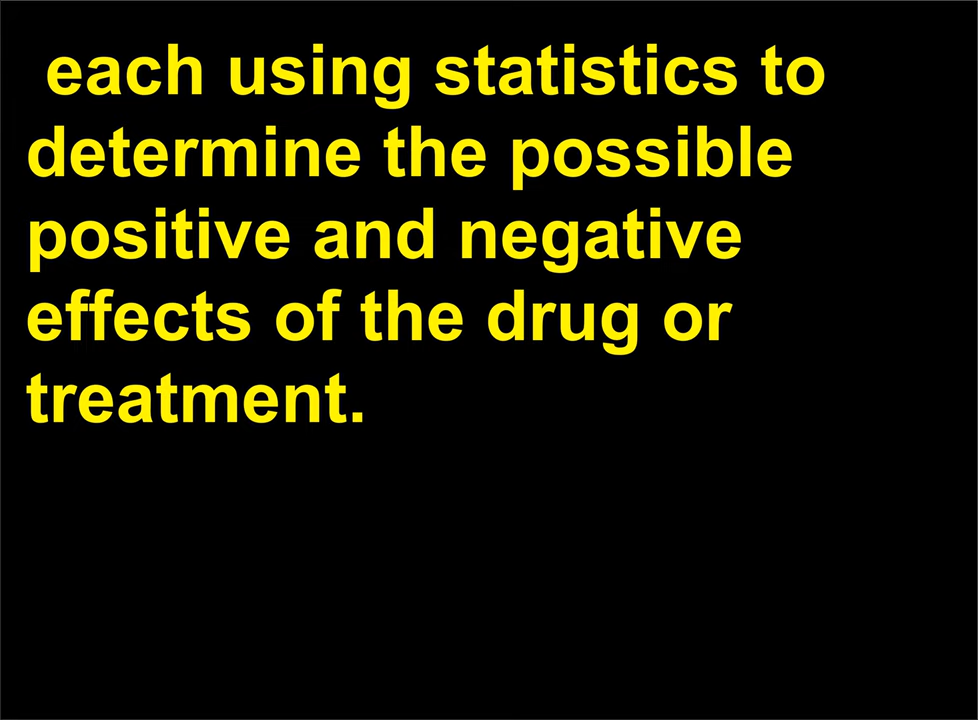 each using statistics to
determine the possible
positive and negative
effects of the drug or
treatment.